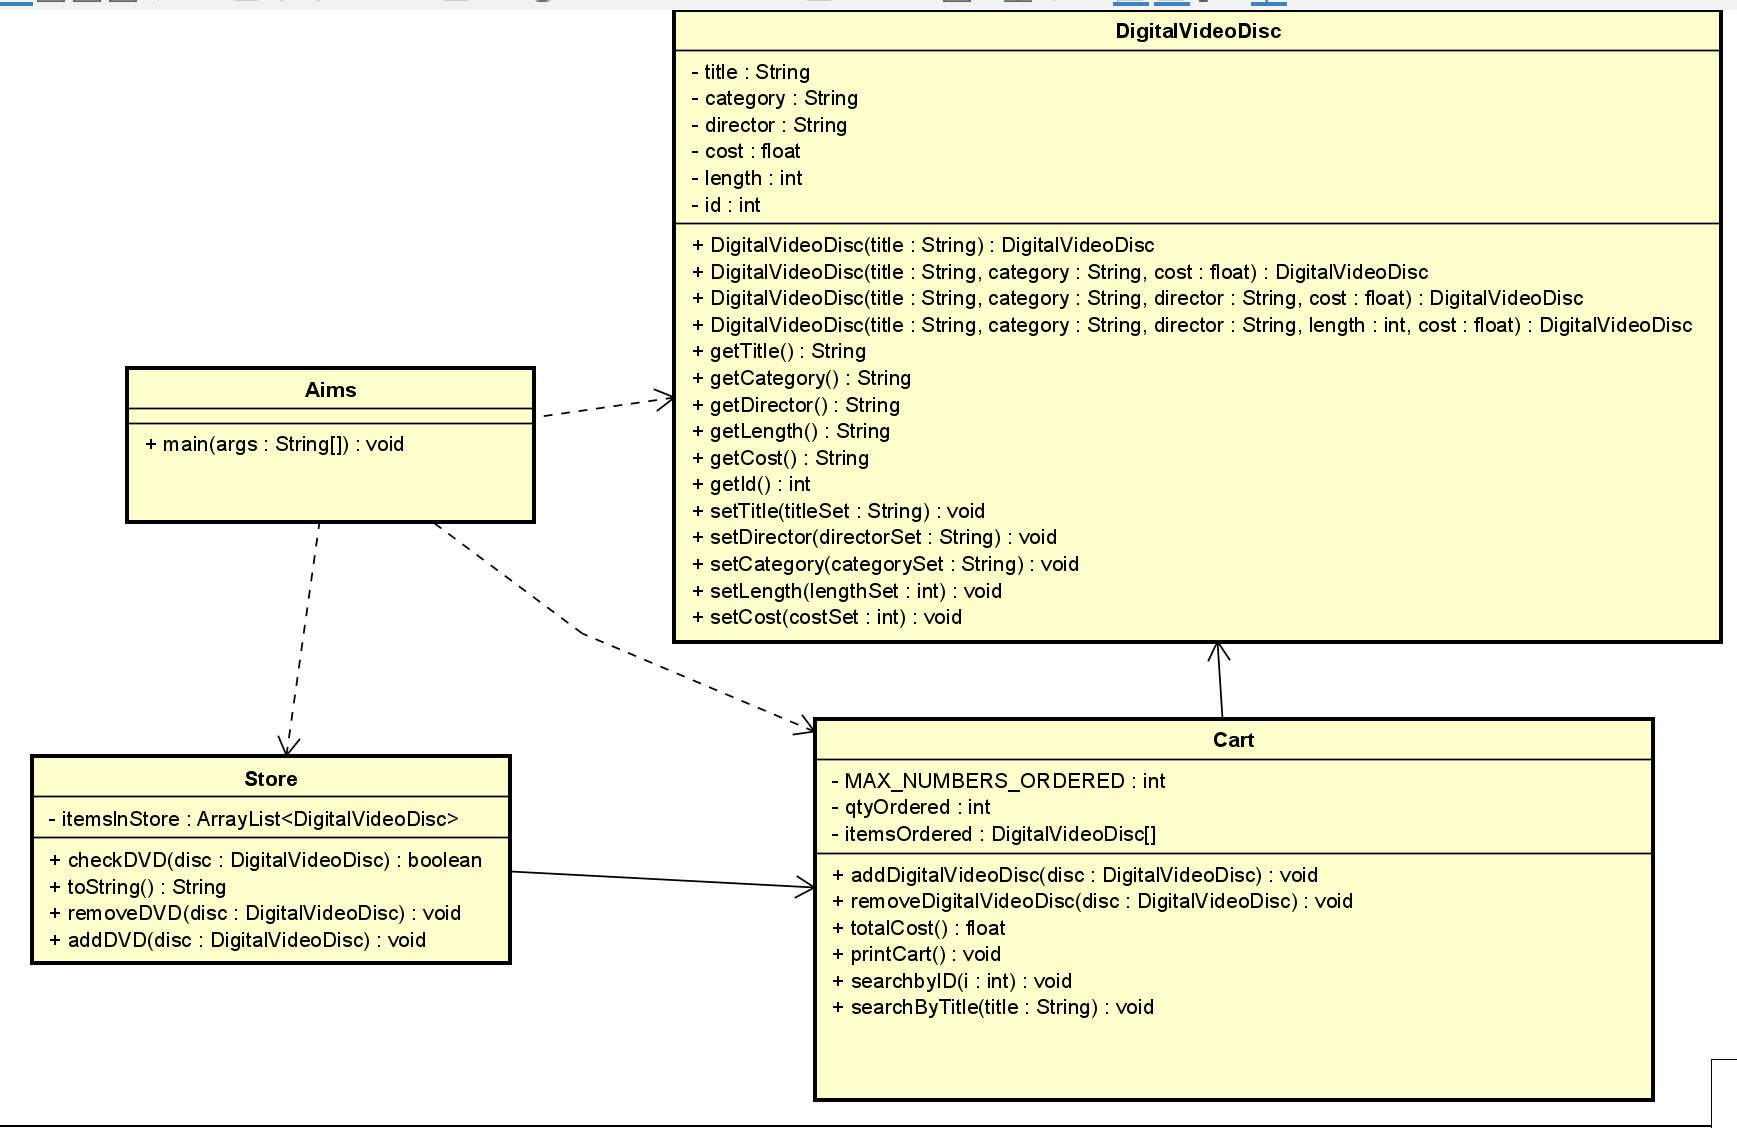 DigitalVideoDisc
- title : String
- category : String
- director : String
- cost : float
- length : int
- id : int
+ DigitalVideoDisc(title : String) : DigitalVideoDisc
+ DigitalVideoDisc(title : String, category : String, cost : float) : DigitalVideoDisc
+ DigitalVideoDisc(title : String, category : String, director : String, cost : float) : DigitalVideoDisc
+ DigitalVideoDisc(title : String, category : String, director : String, length : int, cost : float) : DigitalVideoDisc
+ getTitle() : String
+ getCategory() : String
+ getDirector() : String
+ getLength() : String
+ getCost() : String
+ getId() : int
+ setTitle(titleSet : String) : void
+ setDirector(directorSet : String) : void
+ setCategory(categorySet : String) : void
+ setLength(lengthSet : int) : void
+ setCost(costSet : int) : void
Aims
+ main(args : String[]) : void
Store
- itemsInStore : ArrayList<DigitalVideoDisc>
+ checkDVD(disc : DigitalVideoDisc) : boolean
+ toString() : String
+ removeDVD(disc : DigitalVideoDisc) : void
+ addDVD(disc : DigitalVideoDisc) : void
Cart
- MAX_NUMBERS_ORDERED : int
- qtyOrdered : int
- itemsOrdered : DigitalVideoDisc[]
+ addDigitalVideoDisc(disc : DigitalVideoDisc) : void
+ removeDigitalVideoDisc(disc : DigitalVideoDisc) : void
+ totalCost() : float
+ printCart() : void
+ searchbyID(i : int) : void
+ searchByTitle(title : String) : void